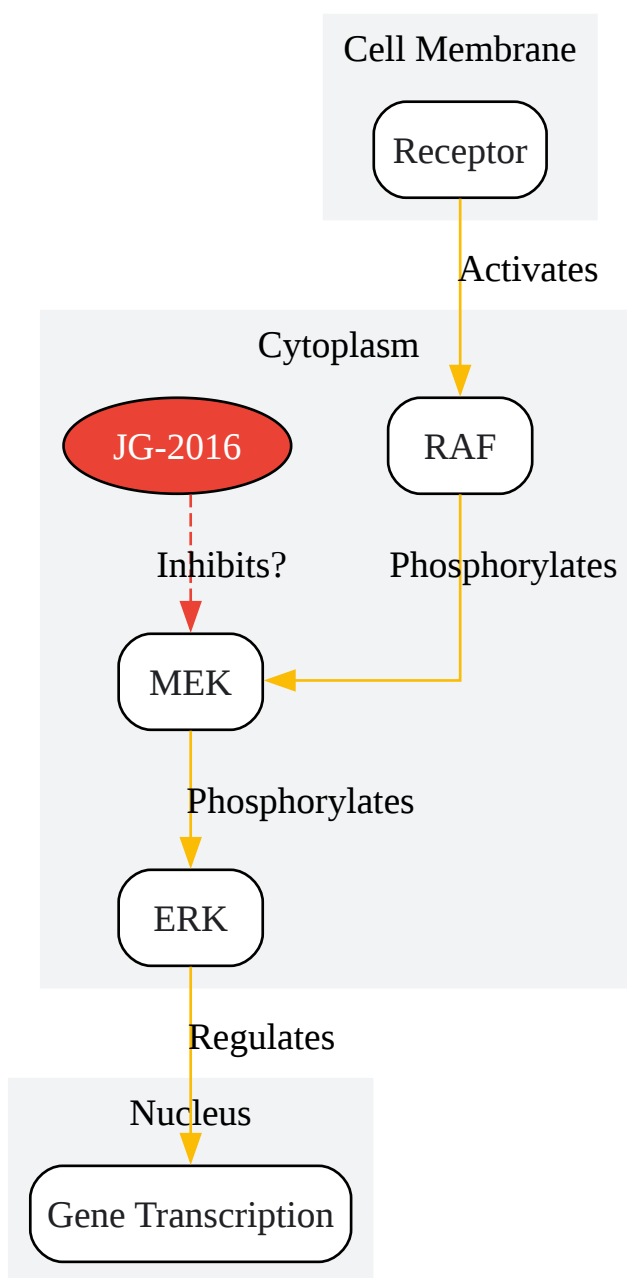 Cell Membrane
Receptor
Activates
Cytoplasm
JG-2016
RAF
Inhibits?
Phosphorylates
MEK
Phosphorylates
ERK
Regulates
Nucleus
Gene Transcription